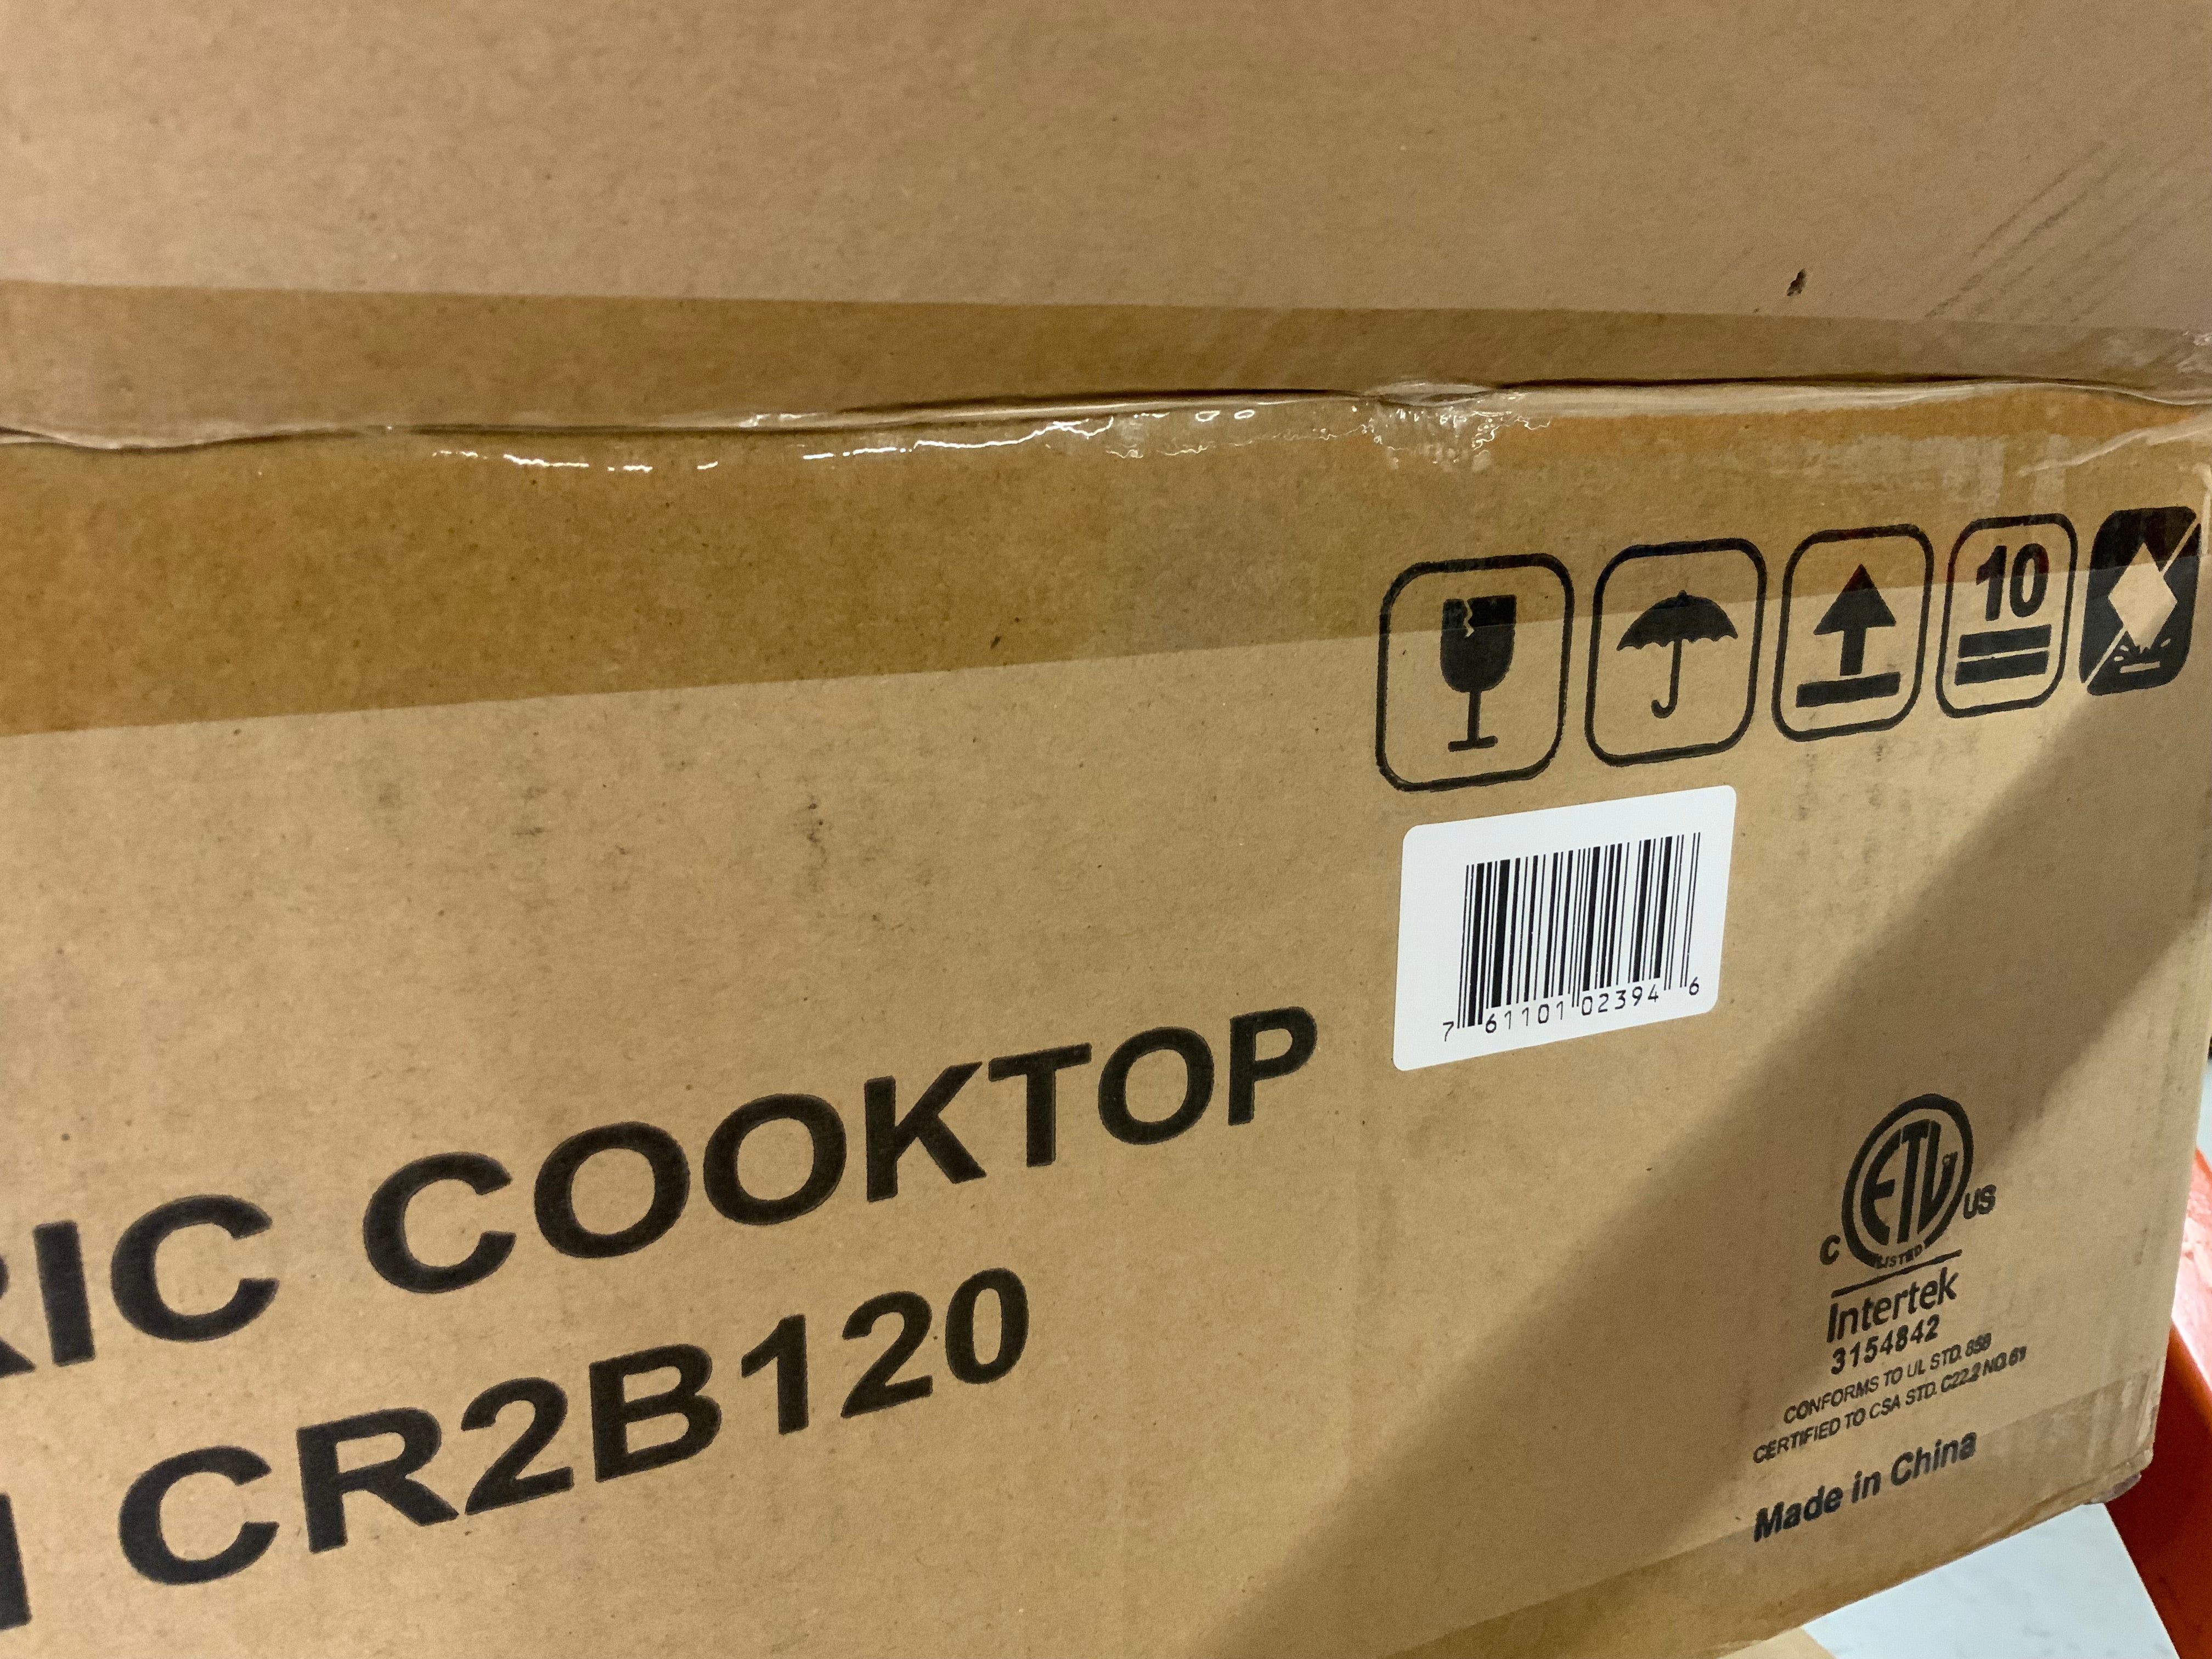 10
7 61101 02394 6
RIC COOKTOP
CR2B120
ETL
C US
LISTED
Intertek
3154842
CONFORMS TO UL STD. 858
CERTIFIED TO CSA STD. C22.2 NO.61
Made in China